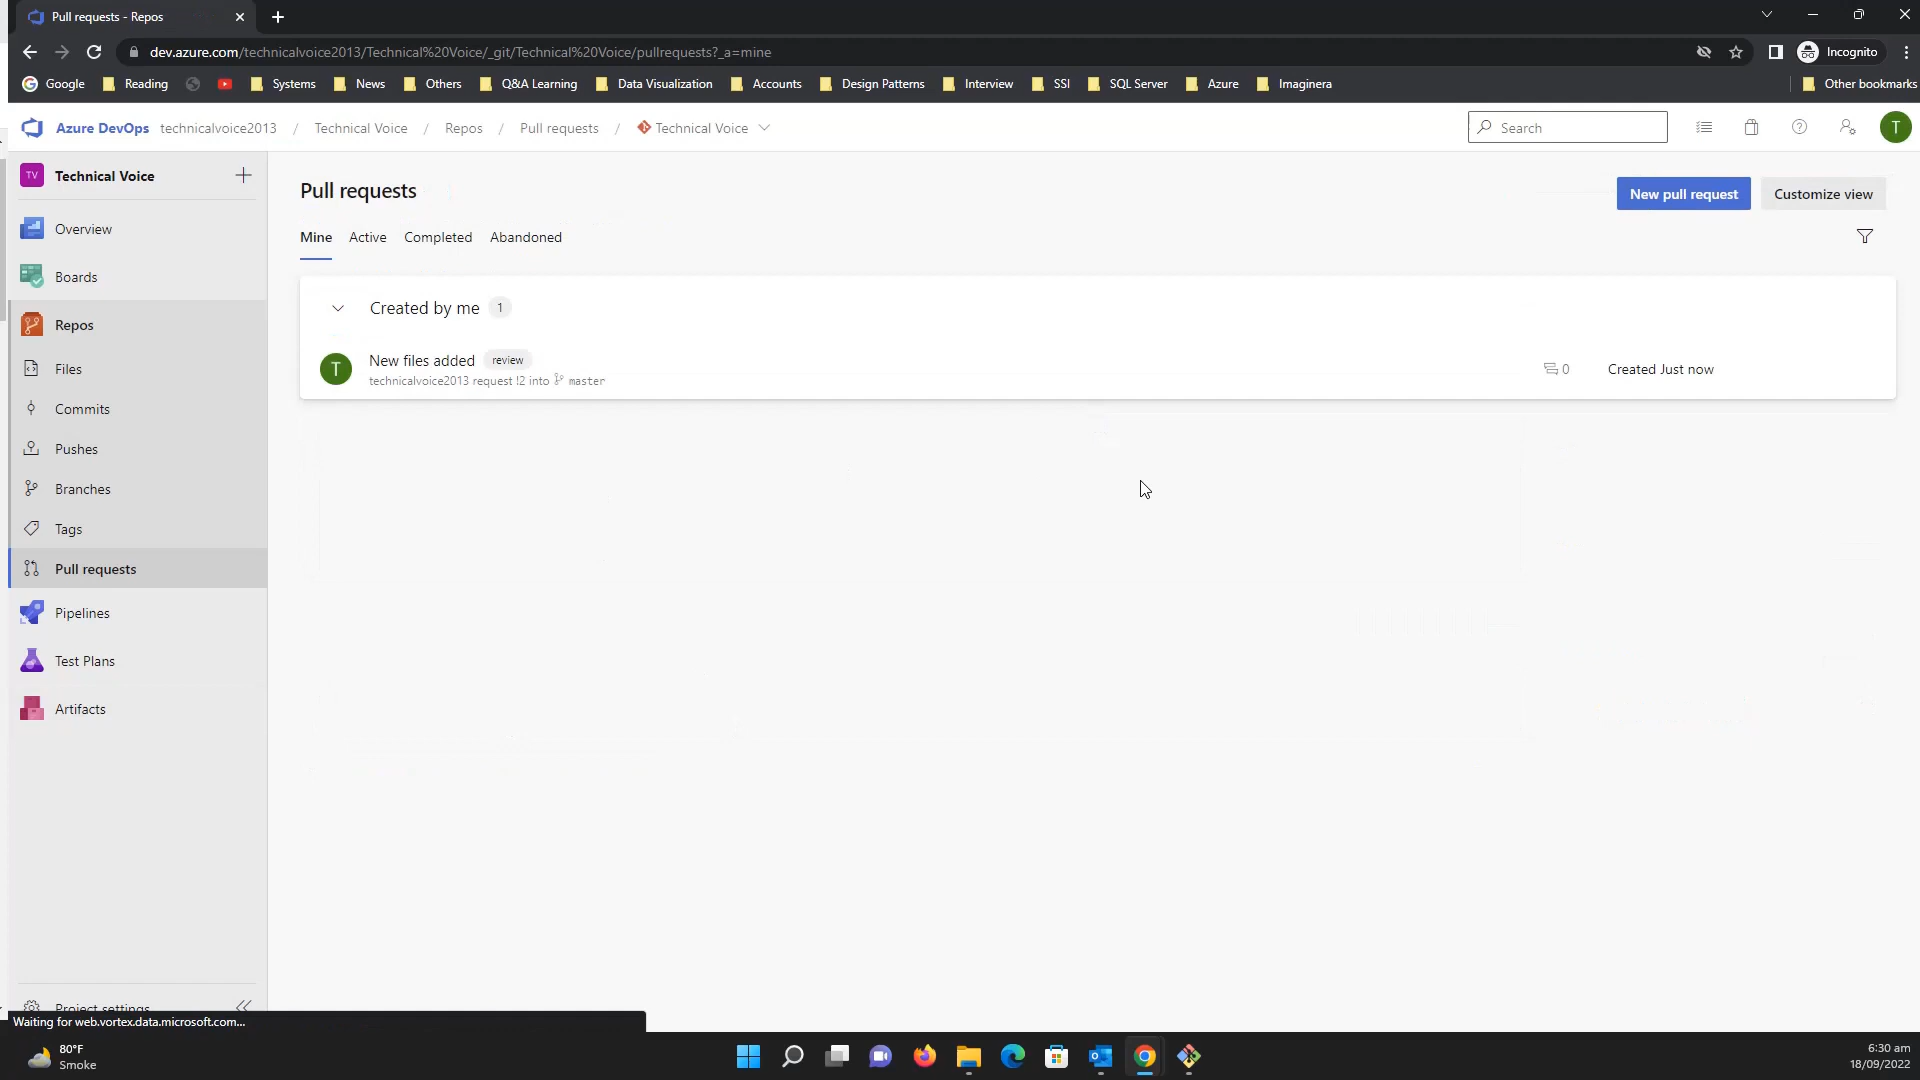 Pull requests - Repos
dev.azure.com/technicalvoice2013/Technical%20Voice/_git/Technical%20Voice/pullrequests?_a=mine
Incognito
Google Reading Systems News Others Q&A Learning Data Visualization Accounts Design Patterns Interview SSI SQL Server Azure Imaginera Other bookmarks
Azure DevOps technicalvoice2013 / Technical Voice / Repos / Pull requests / Technical Voice
Search
T
TV Technical Voice
Overview
Boards
Repos
Files
Commits
Pushes
Branches
Tags
Pull requests
Pipelines
Test Plans
Artifacts
Project settings
Pull requests
New pull request
Customize view
Mine Active Completed Abandoned
Created by me 1
T
New files added review
technicalvoice2013 request !2 into master
0
Created Just now
Waiting for web.vortex.data.microsoft.com...
80°F
Smoke
6:30 am
18/09/2022